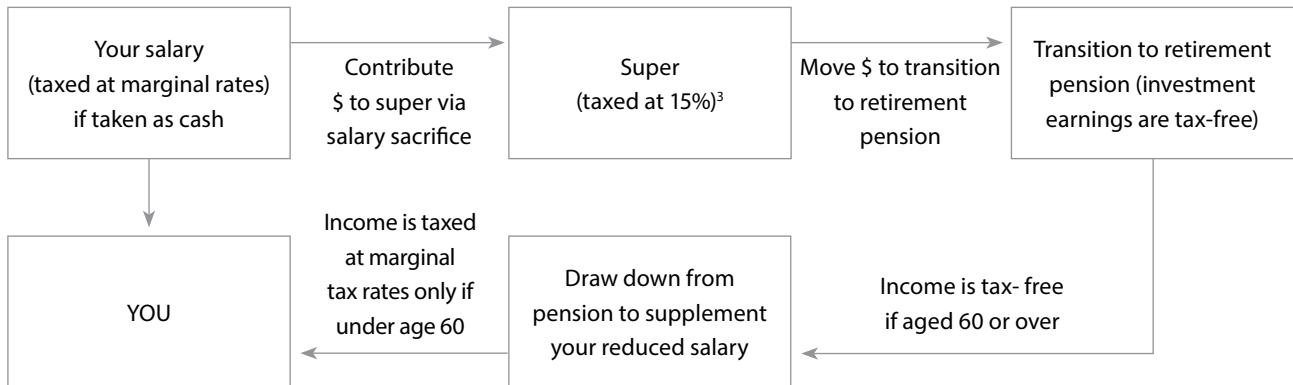 Your salary
(taxed at marginal rates)
if taken as cash
Contribute
$ to super via
salary sacrifice
Super
(taxed at 15%)³
Move $ to transition
to retirement
pension
Transition to retirement
pension (investment
earnings are tax-free)
YOU
Income is taxed
at marginal
tax rates only if
under age 60
Draw down from
pension to supplement
your reduced salary
Income is tax- free
if aged 60 or over